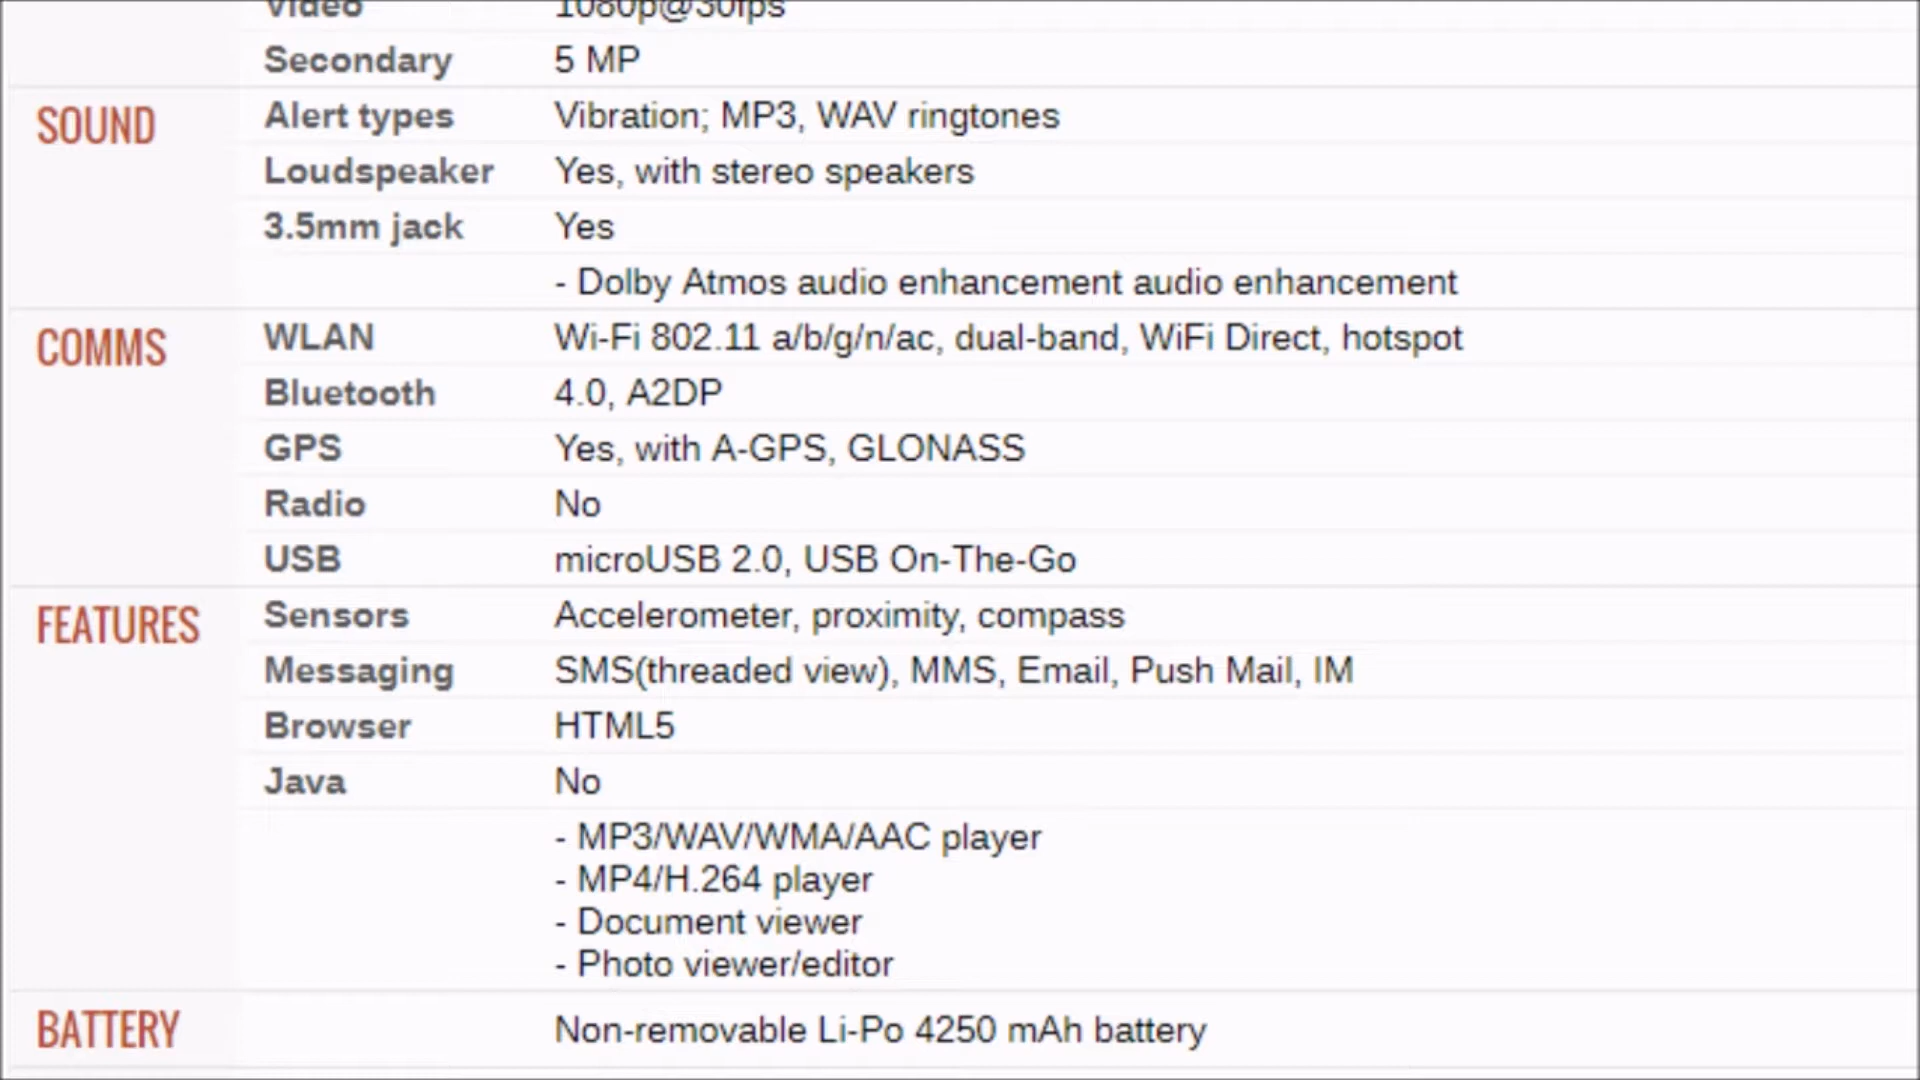 Video 1080p@30fps
Secondary 5 MP
SOUND Alert types Vibration; MP3, WAV ringtones
Loudspeaker Yes, with stereo speakers
3.5mm jack Yes
- Dolby Atmos audio enhancement audio enhancement
COMMS WLAN Wi-Fi 802.11 a/b/g/n/ac, dual-band, WiFi Direct, hotspot
Bluetooth 4.0, A2DP
GPS Yes, with A-GPS, GLONASS
Radio No
USB microUSB 2.0, USB On-The-Go
FEATURES Sensors Accelerometer, proximity, compass
Messaging SMS(threaded view), MMS, Email, Push Mail, IM
Browser HTML5
Java No
- MP3/WAV/WMA/AAC player
- MP4/H.264 player
- Document viewer
- Photo viewer/editor
BATTERY Non-removable Li-Po 4250 mAh battery